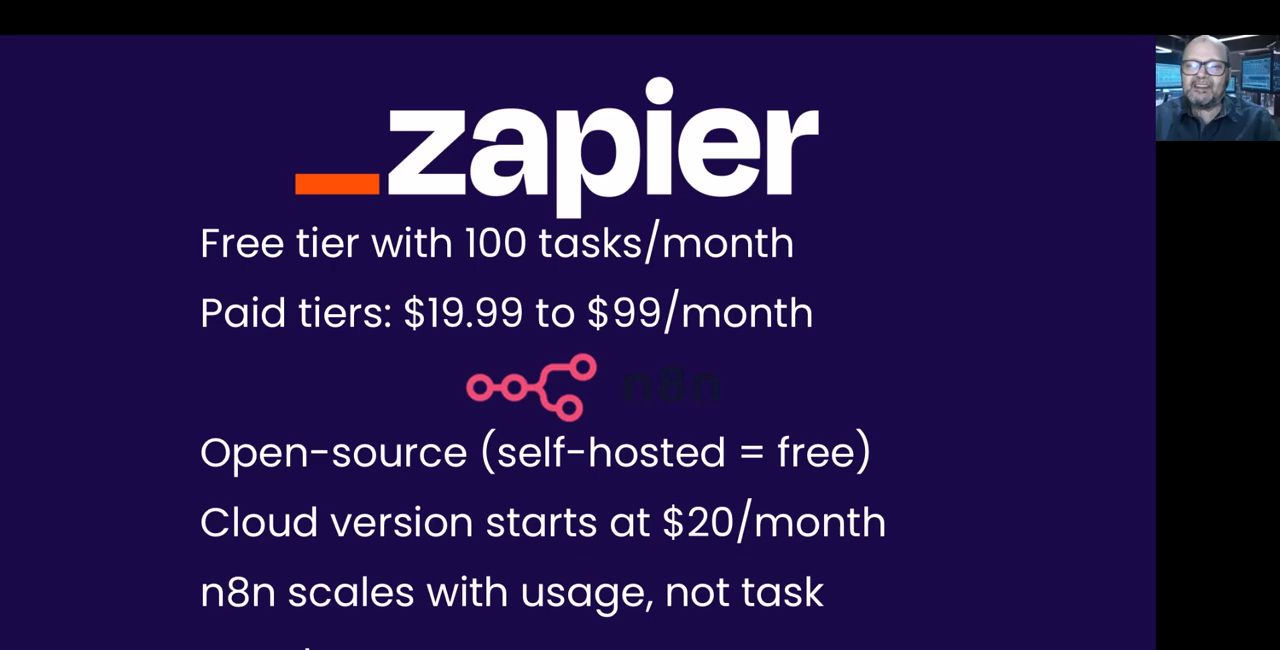 zapier
Free tier with 100 tasks/month
Paid tiers: $19.99 to $99/month
n8n
Open-source (self-hosted = free)
Cloud version starts at $20/month
n8n scales with usage, not task